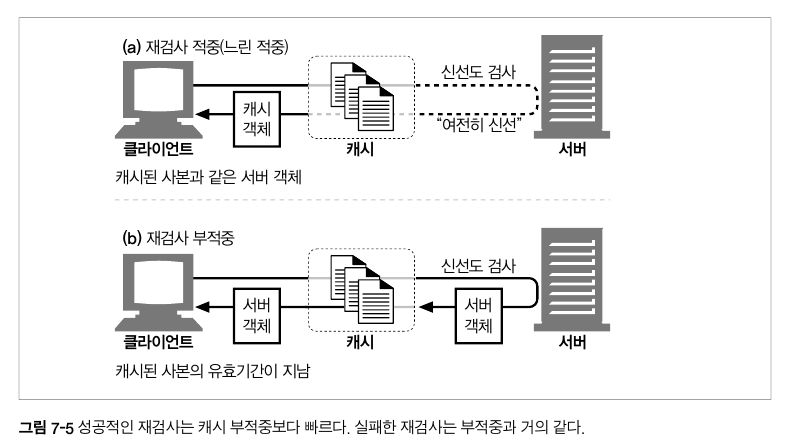 (a) 재검사 적중(느린 적중)
신선도 검사
캐시
객체
“여전히 신선”
클라이언트
캐시
서버
캐시된 사본과 같은 서버 객체
(b) 재검사 부적중
신선도 검사
서버
객체
서버
객체
클라이언트
캐시
서버
캐시된 사본의 유효기간이 지남
그림 7-5 성공적인 재검사는 캐시 부적중보다 빠르다. 실패한 재검사는 부적중과 거의 같다.